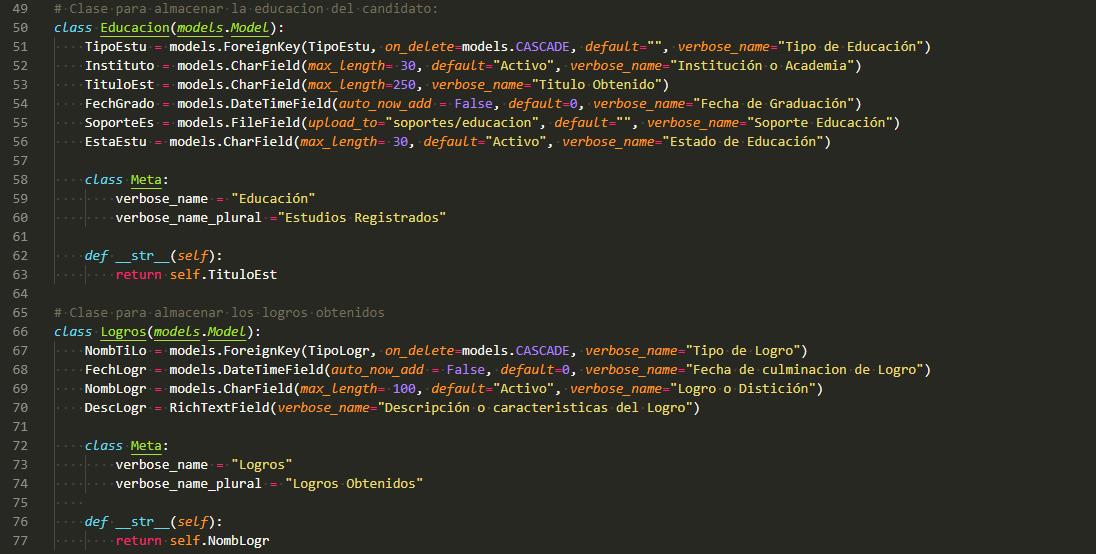 49 # Clase para almacenar la educacion del candidato:
50 class Educacion(models.Model):
51     TipoEstu = models.ForeignKey(TipoEstu, on_delete=models.CASCADE, default="", verbose_name="Tipo de Educación")
52     Instituto = models.CharField(max_length= 30, default="Activo", verbose_name="Institución o Academia")
53     TituloEst = models.CharField(max_length=250, verbose_name="Titulo Obtenido")
54     FechGrado = models.DateTimeField(auto_now_add = False, default=0, verbose_name="Fecha de Graduación")
55     SoporteEs = models.FileField(upload_to="soportes/educacion", default="", verbose_name="Soporte Educación")
56     EstaEstu = models.CharField(max_length= 30, default="Activo", verbose_name="Estado de Educación")
57
58     class Meta:
59         verbose_name = "Educación"
60         verbose_name_plural ="Estudios Registrados"
61
62     def __str__(self):
63         return self.TituloEst
64
65 # Clase para almacenar los logros obtenidos
66 class Logros(models.Model):
67     NombTiLo = models.ForeignKey(TipoLogr, on_delete=models.CASCADE, verbose_name="Tipo de Logro")
68     FechLogr = models.DateTimeField(auto_now_add = False, default=0, verbose_name="Fecha de culminacion de Logro")
69     NombLogr = models.CharField(max_length= 100, default="Activo", verbose_name="Logro o Distición")
70     DescLogr = RichTextField(verbose_name="Descripción o caracteristicas del Logro")
71
72     class Meta:
73         verbose_name = "Logros"
74         verbose_name_plural = "Logros Obtenidos"
75
76     def __str__(self):
77         return self.NombLogr